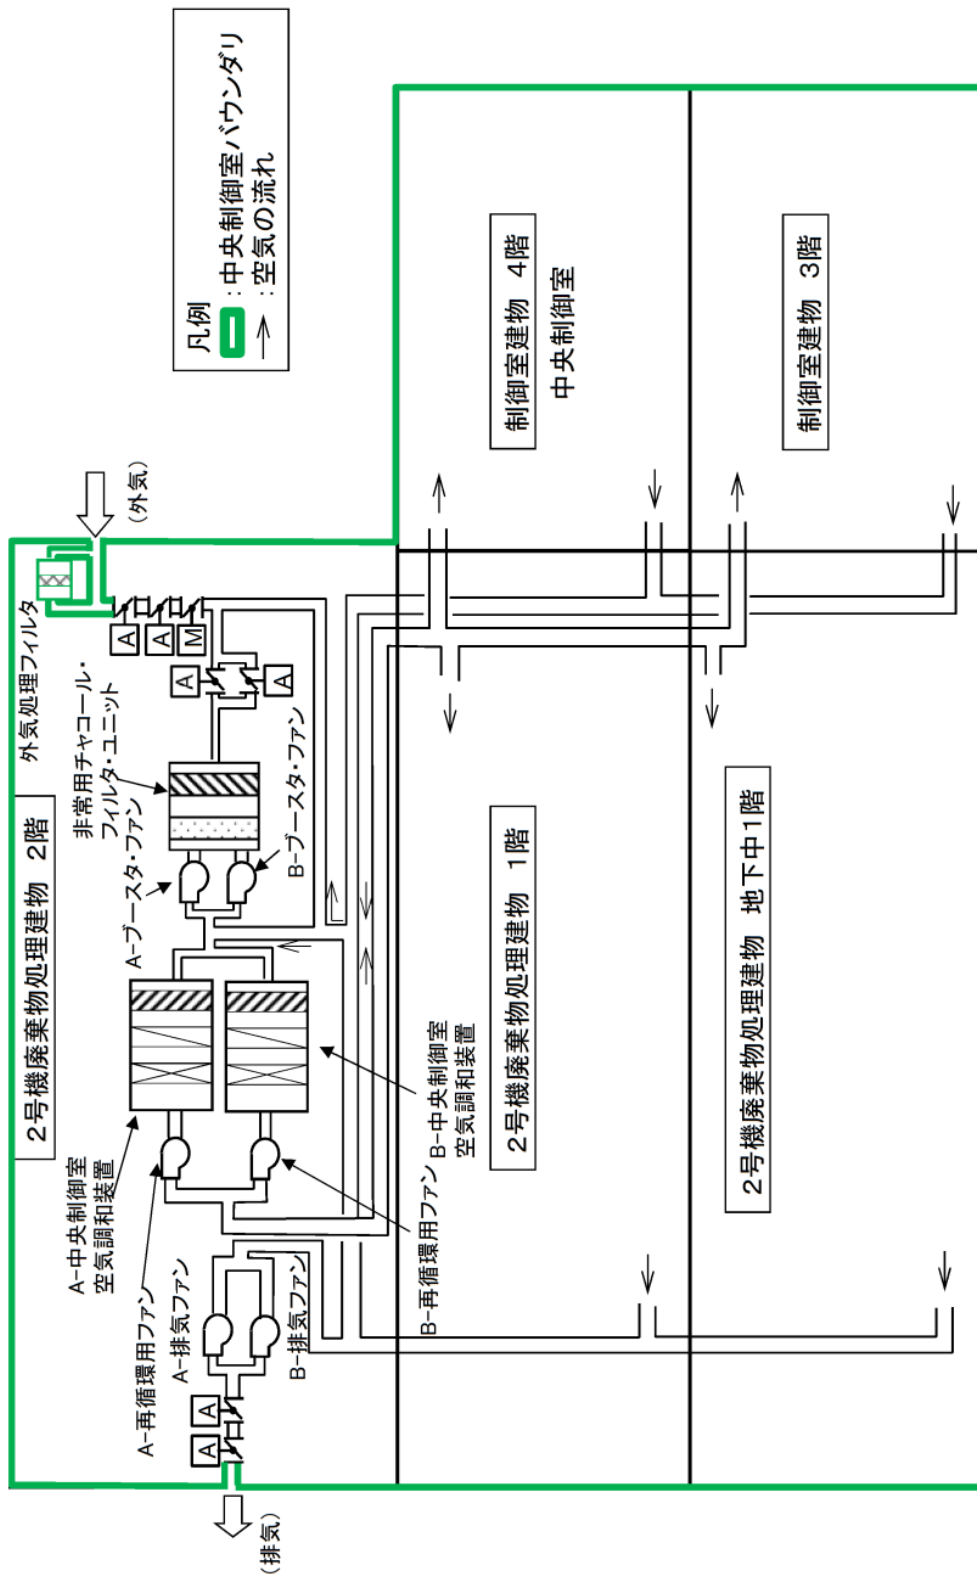 凡例
：中央制御室バウンダリ
：空気の流れ
2号機廃棄物処理建物 2階
外気処理フィルタ
(外気)
A
A
M
A
A
非常用チャコール・
フィルタ・ユニット
A-ブースタ・ファン
B-ブースタ・ファン
A-中央制御室
空気調和装置
B-中央制御室
空気調和装置
A-再循環用ファン
B-再循環用ファン
A-排気ファン
B-排気ファン
A
A
(排気)
制御室建物 4階
中央制御室
制御室建物 3階
2号機廃棄物処理建物 1階
2号機廃棄物処理建物 地下中1階